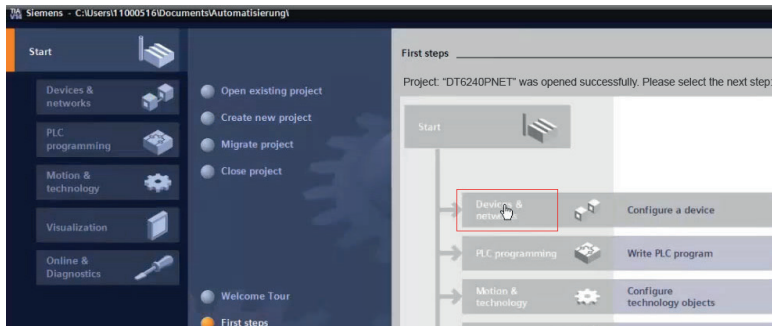 Siemens - C:\Users\11000516\Documents\Automatisierung\
Start
Devices &
networks
PLC
programming
Motion &
technology
Visualization
Online &
Diagnostics
Open existing project
Create new project
Migrate project
Close project
Welcome Tour
First steps
First steps
Project: "DT6240PNET" was opened successfully. Please select the next step:
Start
Devices &
networks
Configure a device
PLC programming
Write PLC program
Motion &
technology
Configure
technology objects